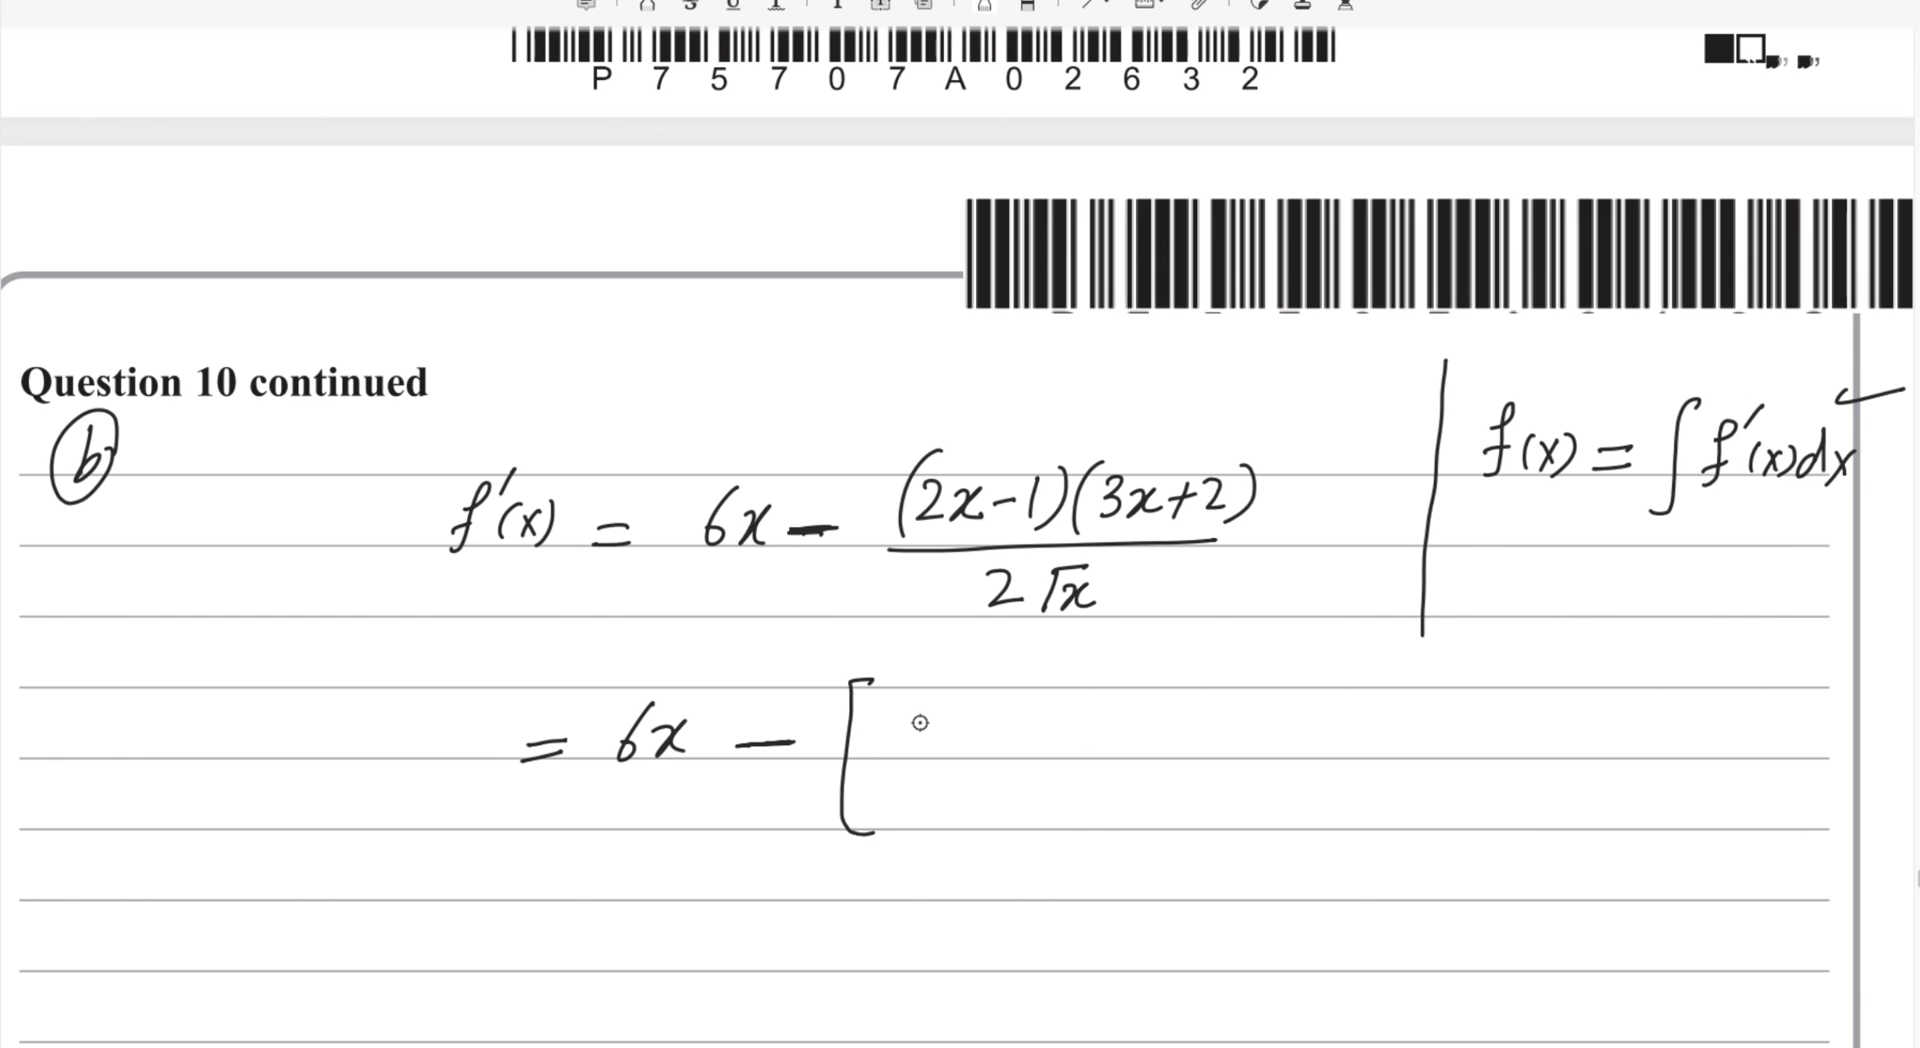 P 7 5 7 0 7 A 0 2 6 3 2
Question 10 continued
b
f'(x) = 6x - (2x-1)(3x+2) / 2√x
f(x) = ∫f'(x)dx
= 6x - [